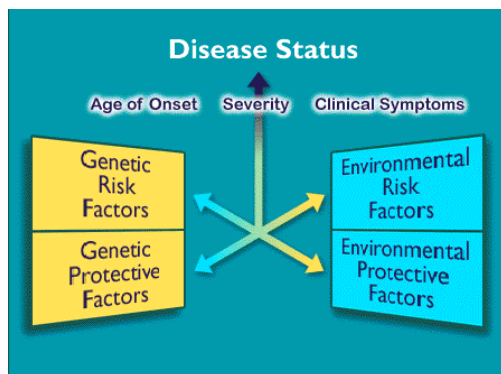 Disease Status
Age of Onset Severity Clinical Symptoms
Genetic
Risk
Factors
Genetic
Protective
Factors
Environmental
Risk
Factors
Environmental
Protective
Factors